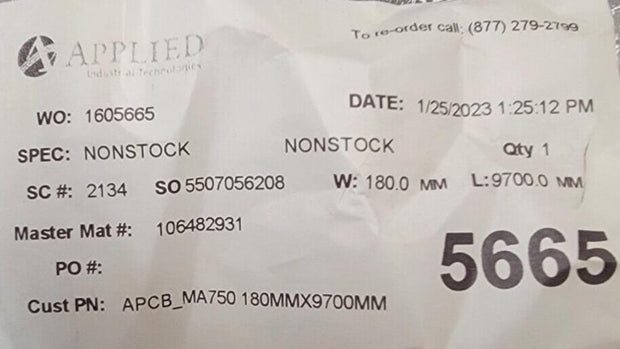 APPLIED
Industrial Technologies
To re-order call: (877) 279-2799
WO: 1605665
DATE: 1/25/2023 1:25:12 PM
SPEC: NONSTOCK NONSTOCK Qty 1
SC #: 2134 SO 5507056208 W: 180.0 MM L: 9700.0 MM
Master Mat #: 106482931
PO #:
5665
Cust PN: APCB_MA750 180MMX9700MM